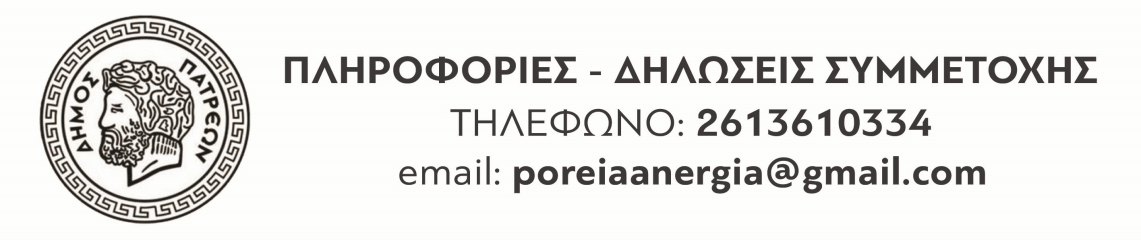 ΔΗΜΟΣ ΠΑΤΡΕΩΝ
ΠΛΗΡΟΦΟΡΙΕΣ - ΔΗΛΩΣΕΙΣ ΣΥΜΜΕΤΟΧΗΣ
ΤΗΛΕΦΩΝΟ: 2613610334
email: poreiaanergia@gmail.com